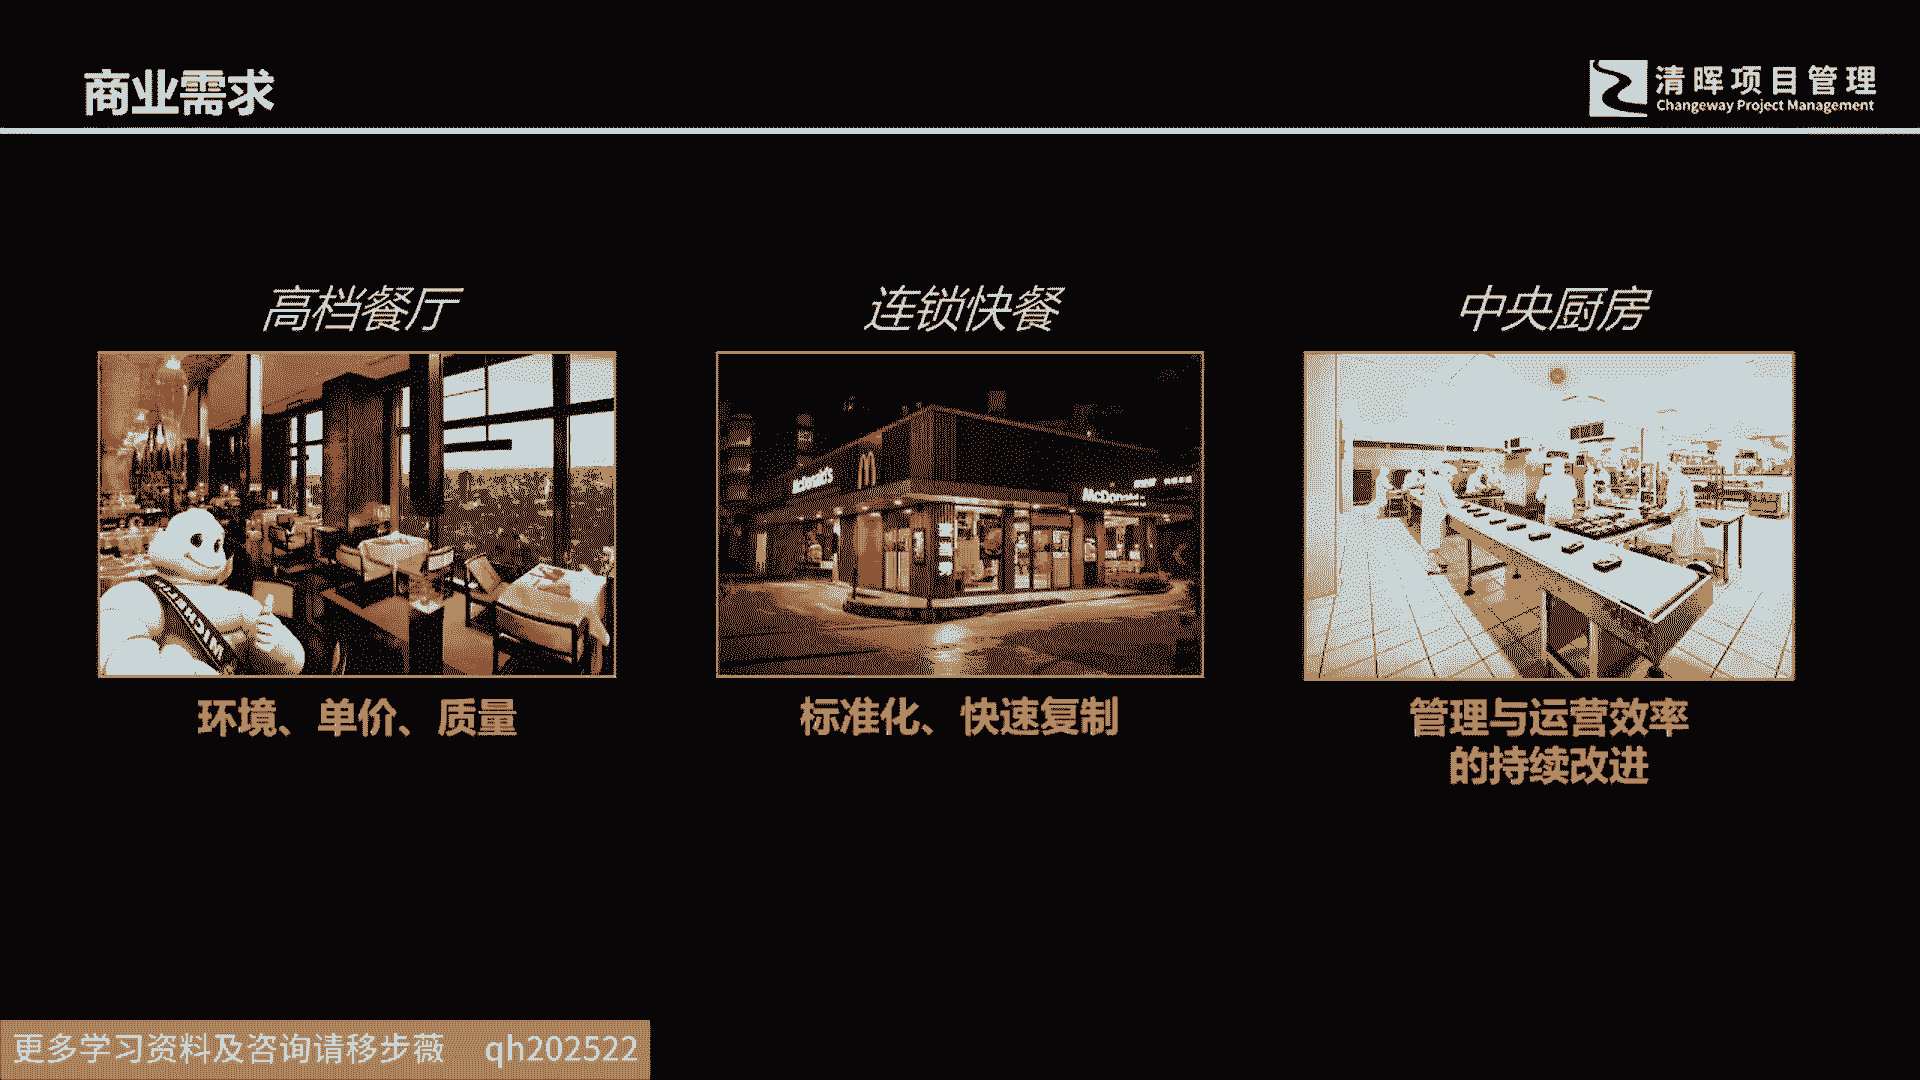 商业需求
清晖项目管理
Changeway Project Management
高档餐厅
连锁快餐
中央厨房
MICHELIN
McDonald's
McDonald's
环境、单价、质量
标准化、快速复制
管理与运营效率
的持续改进
更多学习资料及咨询请移步薇 qh202522